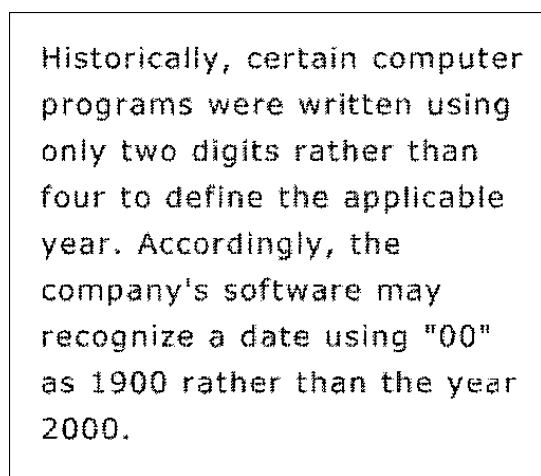 Historically, certain computer
programs were written using
only two digits rather than
four to define the applicable
year. Accordingly, the
company's software may
recognize a date using "00"
as 1900 rather than the year
2000.